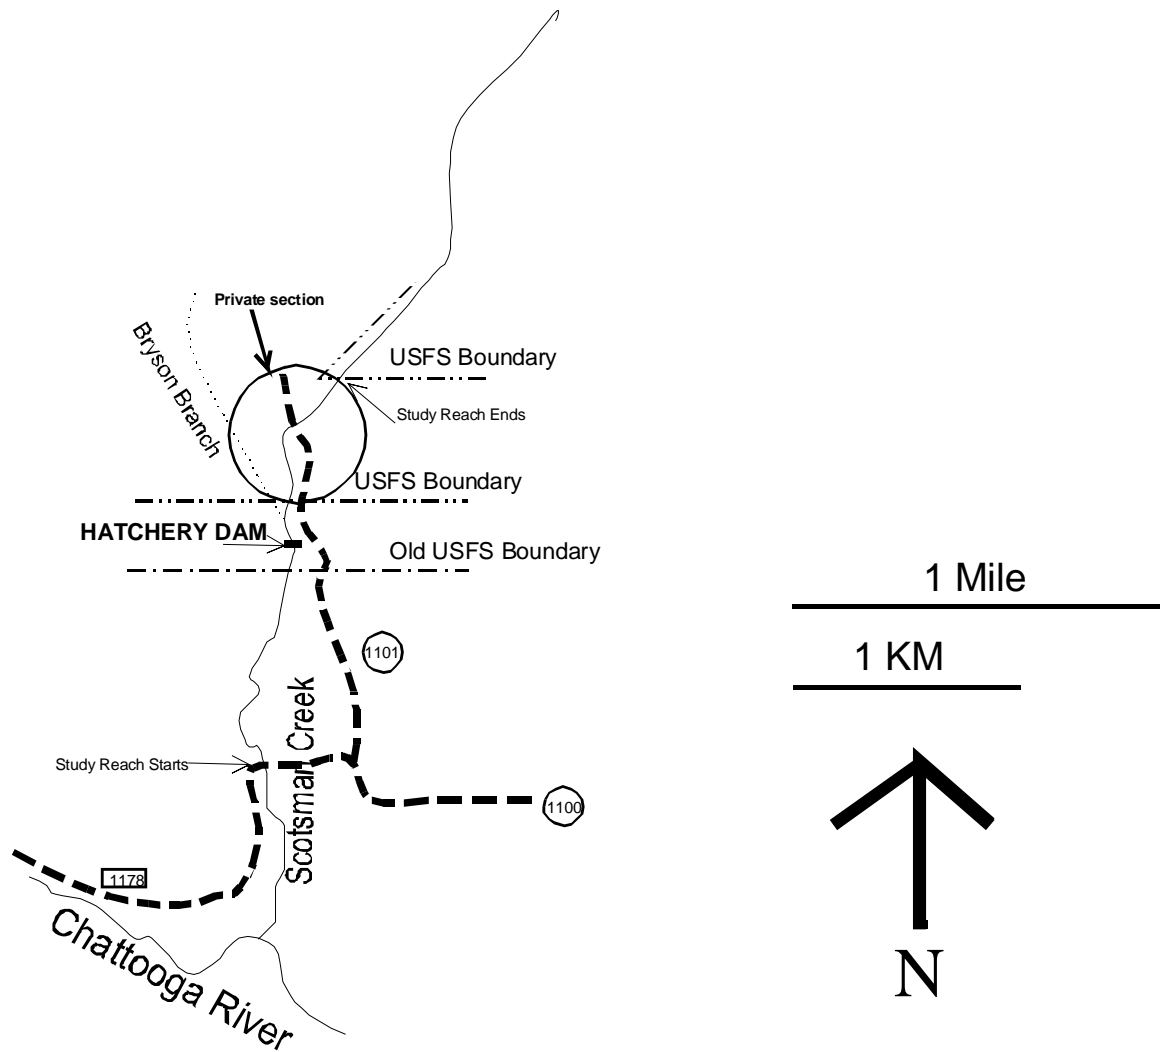 Private section
Bryson Branch
USFS Boundary
Study Reach Ends
USFS Boundary
HATCHERY DAM
Old USFS Boundary
1 Mile
1101
1 KM
Scotsman Creek
Study Reach Starts
1100
1178
Chattooga River
N